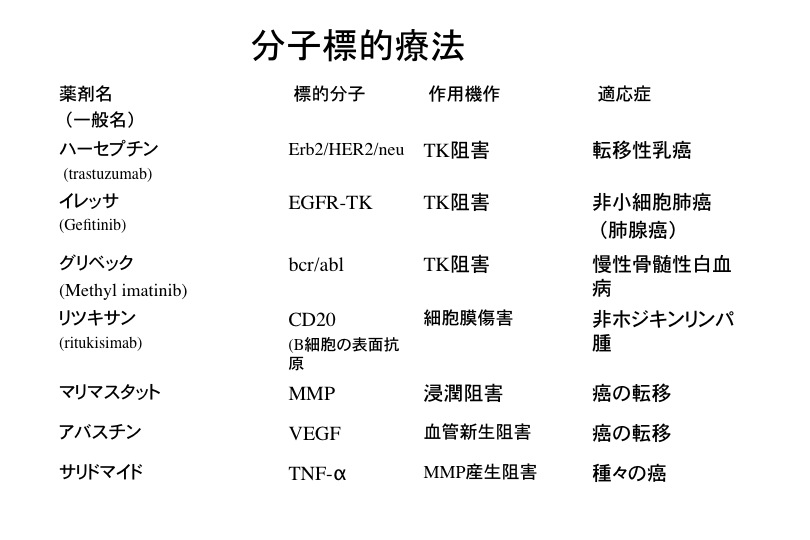 分子標的療法
薬剤名 標的分子 作用機作 適応症
（一般名）
ハーセプチン Erb2/HER2/neu TK阻害 転移性乳癌
(trastuzumab)
イレッサ EGFR-TK TK阻害 非小細胞肺癌
(Gefitinib) （肺腺癌）
グリベック bcr/abl TK阻害 慢性骨髄性白血
(Methyl imatinib) 病
リツキサン CD20 細胞膜傷害 非ホジキンリンパ
(ritukisimab) (B細胞の表面抗 腫
原
マリマスタット MMP 浸潤阻害 癌の転移
アバスチン VEGF 血管新生阻害 癌の転移
サリドマイド TNF-α MMP産生阻害 種々の癌